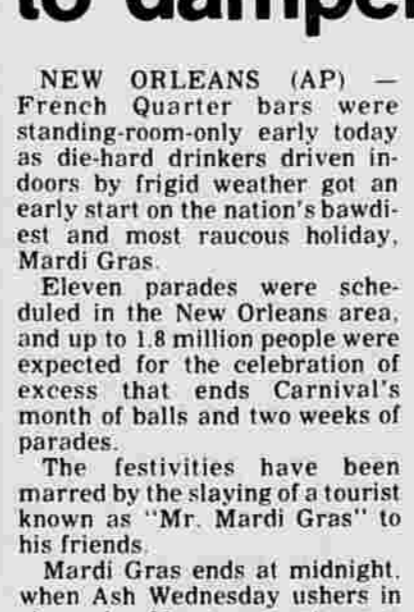 to dampe
NEW ORLEANS (AP) —
French Quarter bars were
standing-room-only early today
as die-hard drinkers driven in-
doors by frigid weather got an
early start on the nation's bawdi-
est and most raucous holiday,
Mardi Gras.
Eleven parades were sche-
duled in the New Orleans area,
and up to 1.8 million people were
expected for the celebration of
excess that ends Carnival's
month of balls and two weeks of
parades.
The festivities have been
marred by the slaying of a tourist
known as "Mr. Mardi Gras" to
his friends.
Mardi Gras ends at midnight,
when Ash Wednesday ushers in